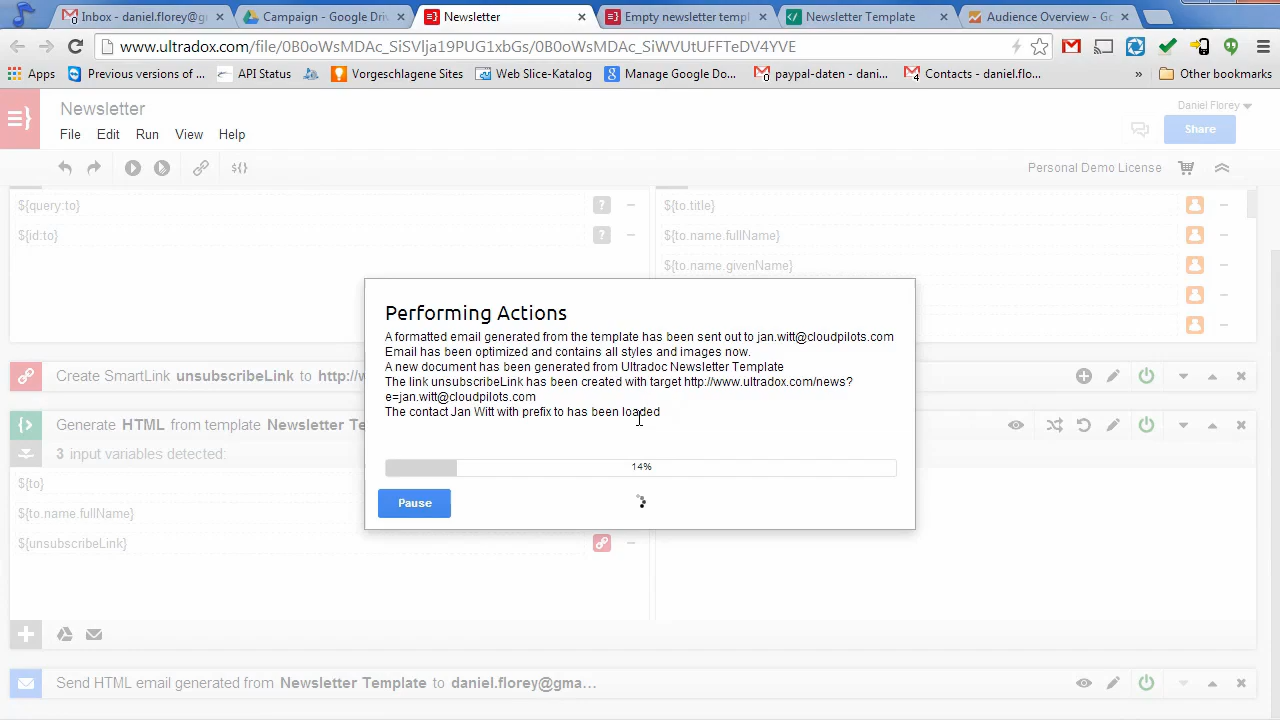 Inbox - daniel.florey@g
Campaign - Google Driv
Newsletter
Empty newsletter templ
Newsletter Template
Audience Overview - Go
www.ultradox.com/file/0B0oWsMDAc_SiSVlja19PUG1xbGs/0B0oWsMDAc_SiWVUtUFFTeDV4YVE
Apps
Previous versions of ...
API Status
Vorgeschlagene Sites
Web Slice-Katalog
Manage Google Do...
paypal-daten - dani...
Contacts - daniel.flo...
»
Other bookmarks
Newsletter
Daniel Florey
File Edit Run View Help
Share
${}
Personal Demo License
${query:to}
${id:to}
${to.title}
${to.name.fullName}
${to.name.givenName}
Performing Actions
A formatted email generated from the template has been sent out to jan.witt@cloudpilots.com
Email has been optimized and contains all styles and images now.
A new document has been generated from Ultradoc Newsletter Template
The link unsubscribeLink has been created with target http://www.ultradox.com/news?
e=jan.witt@cloudpilots.com
The contact Jan Witt with prefix to has been loaded
14%
Pause
Create SmartLink unsubscribeLink to http://w
Generate HTML from template Newsletter Te
3 input variables detected:
${to}
${to.name.fullName}
${unsubscribeLink}
Send HTML email generated from Newsletter Template to daniel.florey@gma...